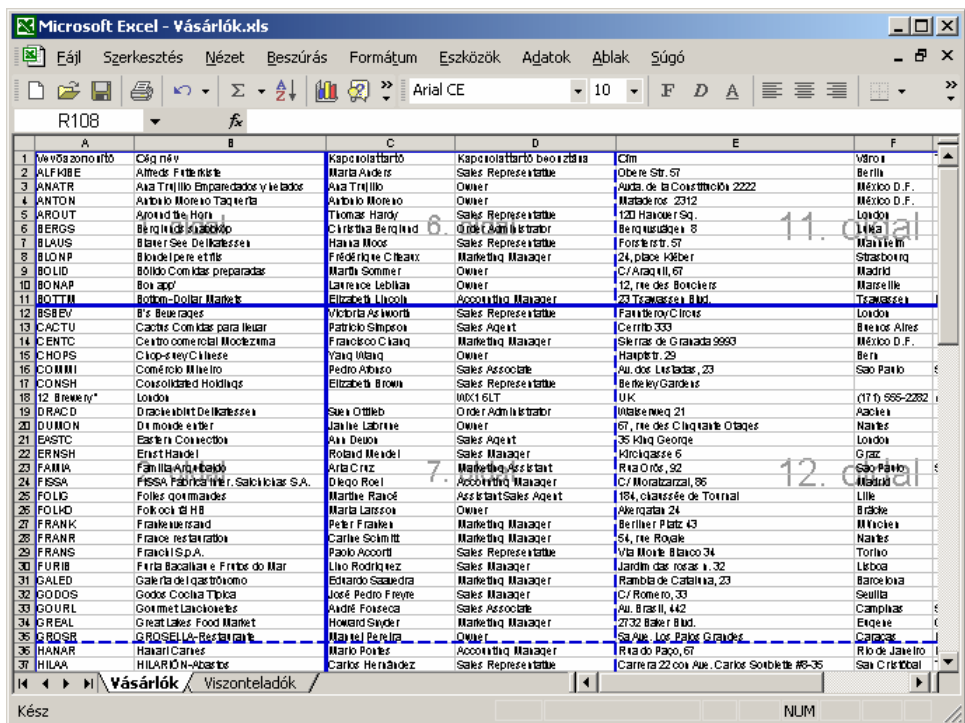 Microsoft Excel - Vásárlók.xls
Fájl Szerkesztés Nézet Beszúrás Formátum Eszközök Adatok Ablak Súgó
Arial CE 10 F D A
R108 fx
A B C D E F
1 Vevőazonosító Cég név Kapcsolattartó Kapcsolattartó beosztása Cím Város
2 ALFKIBE Alfreds Futterkiste Maria Anders Sales Representative Obere Str. 57 Berlin
3 ANATR Ana Trujillo Emparedados y helados Ana Trujillo Owner Avda. de la Constitución 2222 México D.F.
4 ANTON Antonio Moreno Taquería Antonio Moreno Owner Mataderos 2312 México D.F.
5 AROUT Around the Horn Thomas Hardy Sales Representative 120 Hanover Sq. London
6 BERGS Berglunds snabbköp Christina Berglund Order Administrator Berguvsvägen 8 Luleå
6. oldal 11. oldal
7 BLAUS Blauer See Delikatessen Hanna Moos Sales Representative Forsterstr. 57 Mannheim
8 BLONP Blondel pere et fils Frédérique Citeaux Marketing Manager 24, place Kléber Strasbourg
9 BOLID Bólido Comidas preparadas Martín Sommer Owner C/ Araquil, 67 Madrid
10 BONAP Bon app' Laurence Lebihan Owner 12, rue des Bouchers Marseille
11 BOTTM Bottom-Dollar Markets Elizabeth Lincoln Accounting Manager 23 Tsawassen Blvd. Tsawassen
12 BSBEV B's Beverages Victoria Ashworth Sales Representative Fauntleroy Circus London
13 CACTU Cactus Comidas para llevar Patricio Simpson Sales Agent Cerrito 333 Buenos Aires
14 CENTC Centro comercial Moctezuma Francisco Chang Marketing Manager Sierras de Granada 9993 México D.F.
15 CHOPS Chop-suey Chinese Yang Wang Owner Hauptstr. 29 Bern
16 COMMI Comércio Mineiro Pedro Afonso Sales Associate Av. dos Lusíadas, 23 Sao Paulo
17 CONSH Consolidated Holdings Elizabeth Brown Sales Representative Berkeley Gardens
18 12 Brewery" London WX1 6LT UK (171) 555-2282
19 DRACD Drachenblut Delikatessen Sven Ottlieb Order Administrator Walserweg 21 Aachen
20 DUMON Du monde entier Janine Labrune Owner 67, rue des Cinquante Otages Nantes
21 EASTC Eastern Connection Ann Devon Sales Agent 35 King George London
22 ERNSH Ernst Handel Roland Mendel Sales Manager Kirchgasse 6 Graz
23 FAMIA Familia Arquibaldo Aria Cruz Marketing Assistant Rua Orós, 92 São Paulo
7. oldal 12. oldal
24 FISSA FISSA Fabrica Inter. Salchichas S.A. Diego Roel Accounting Manager C/ Moralzarzal, 86 Madrid
25 FOLIG Folies gourmandes Martine Rancé Assistant Sales Agent 184, chaussée de Tournai Lille
26 FOLKO Folk och fä HB Maria Larsson Owner Åkergatan 24 Bräcke
27 FRANK Frankenversand Peter Franken Marketing Manager Berliner Platz 43 München
28 FRANR France restauration Carine Schmitt Marketing Manager 54, rue Royale Nantes
29 FRANS Franchi S.p.A. Paolo Accorti Sales Representative Via Monte Bianco 34 Torino
30 FURIB Furia Bacalhau e Frutos do Mar Lino Rodriguez Sales Manager Jardim das rosas n. 32 Lisboa
31 GALED Galería del gastrónomo Eduardo Saavedra Marketing Manager Rambla de Cataluna, 23 Barcelona
32 GODOS Godos Cocina Típica José Pedro Freyre Sales Manager C/ Romero, 33 Sevilla
33 GOURL Gourmet Lanchonetes André Fonseca Sales Associate Av. Brasil, 442 Campinas
34 GREAL Great Lakes Food Market Howard Snyder Marketing Manager 2732 Baker Blvd. Eugene
35 GROSR GROSELLA-Restaurante Manuel Pereira Owner 5a Ave. Los Palos Grandes Caracas
36 HANAR Hanari Carnes Mario Pontes Accounting Manager Rua do Paço, 67 Rio de Janeiro
37 HILAA HILARIÓN-Abastos Carlos Hernández Sales Representative Carrera 22 con Ave. Carlos Soublette #8-35 San Cristóbal
Vásárlók Viszonteladók
Kész NUM